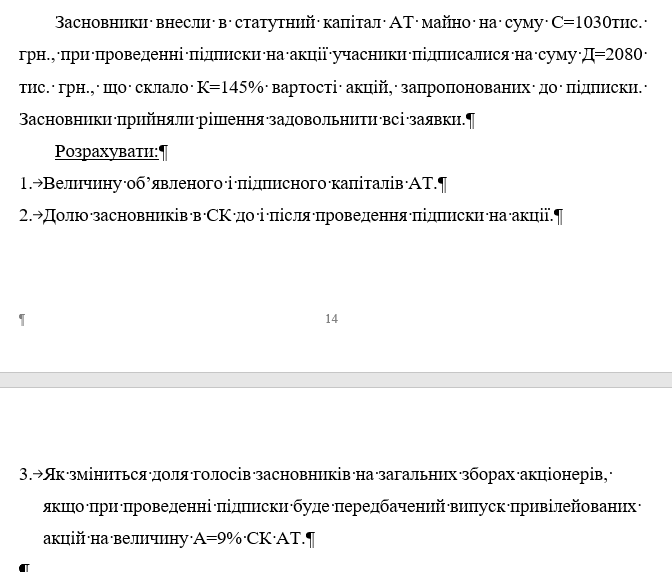 Засновники внесли в статутний капітал АТ майно на суму С=1030тис.
грн., при проведенні підписки на акції учасники підписалися на суму Д=2080
тис. грн., що склало К=145% вартості акцій, запропонованих до підписки.
Засновники прийняли рішення задовольнити всі заявки.¶
Розрахувати:¶
1.→Величину об’явленого і підписного капіталів АТ.¶
2.→Долю засновників в СК до і після проведення підписки на акції.¶
¶ 14
3.→Як зміниться доля голосів засновників на загальних зборах акціонерів,
якщо при проведенні підписки буде передбачений випуск привілейованих
акцій на величину А=9% СК АТ.¶
¶